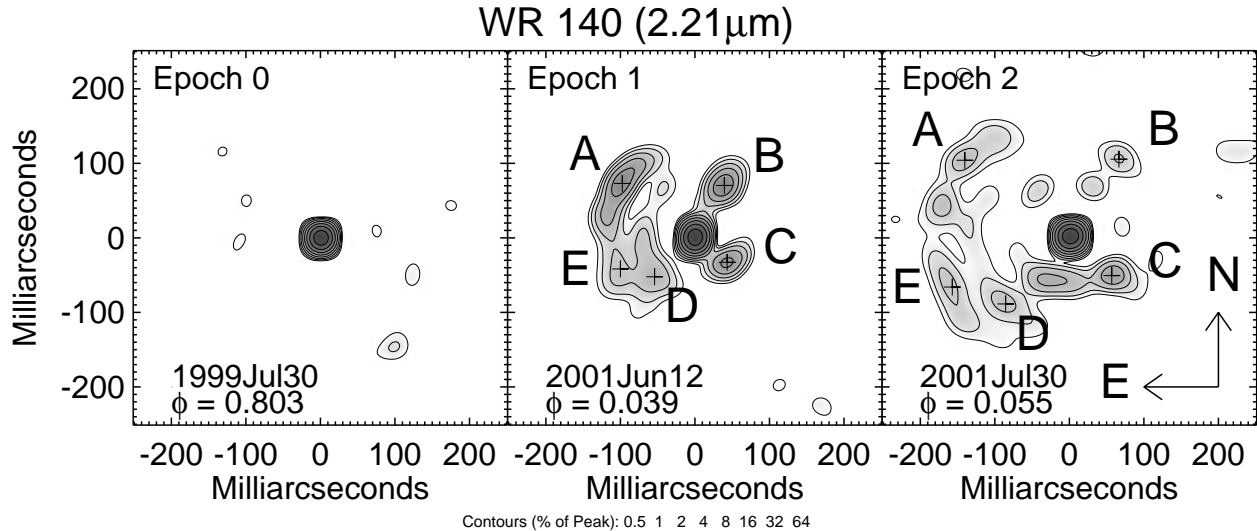 WR 140 (2.21μm)
Epoch 0
Epoch 1
Epoch 2
Milliarcseconds
200
100
0
-100
-200
A
B
C
D
E
A
B
C
D
E
N
E
1999Jul30
ϕ = 0.803
2001Jun12
ϕ = 0.039
2001Jul30
ϕ = 0.055
-200 -100 0 100 200
-200 -100 0 100 200
-200 -100 0 100 200
Milliarcseconds
Milliarcseconds
Milliarcseconds
Contours (% of Peak): 0.5 1 2 4 8 16 32 64